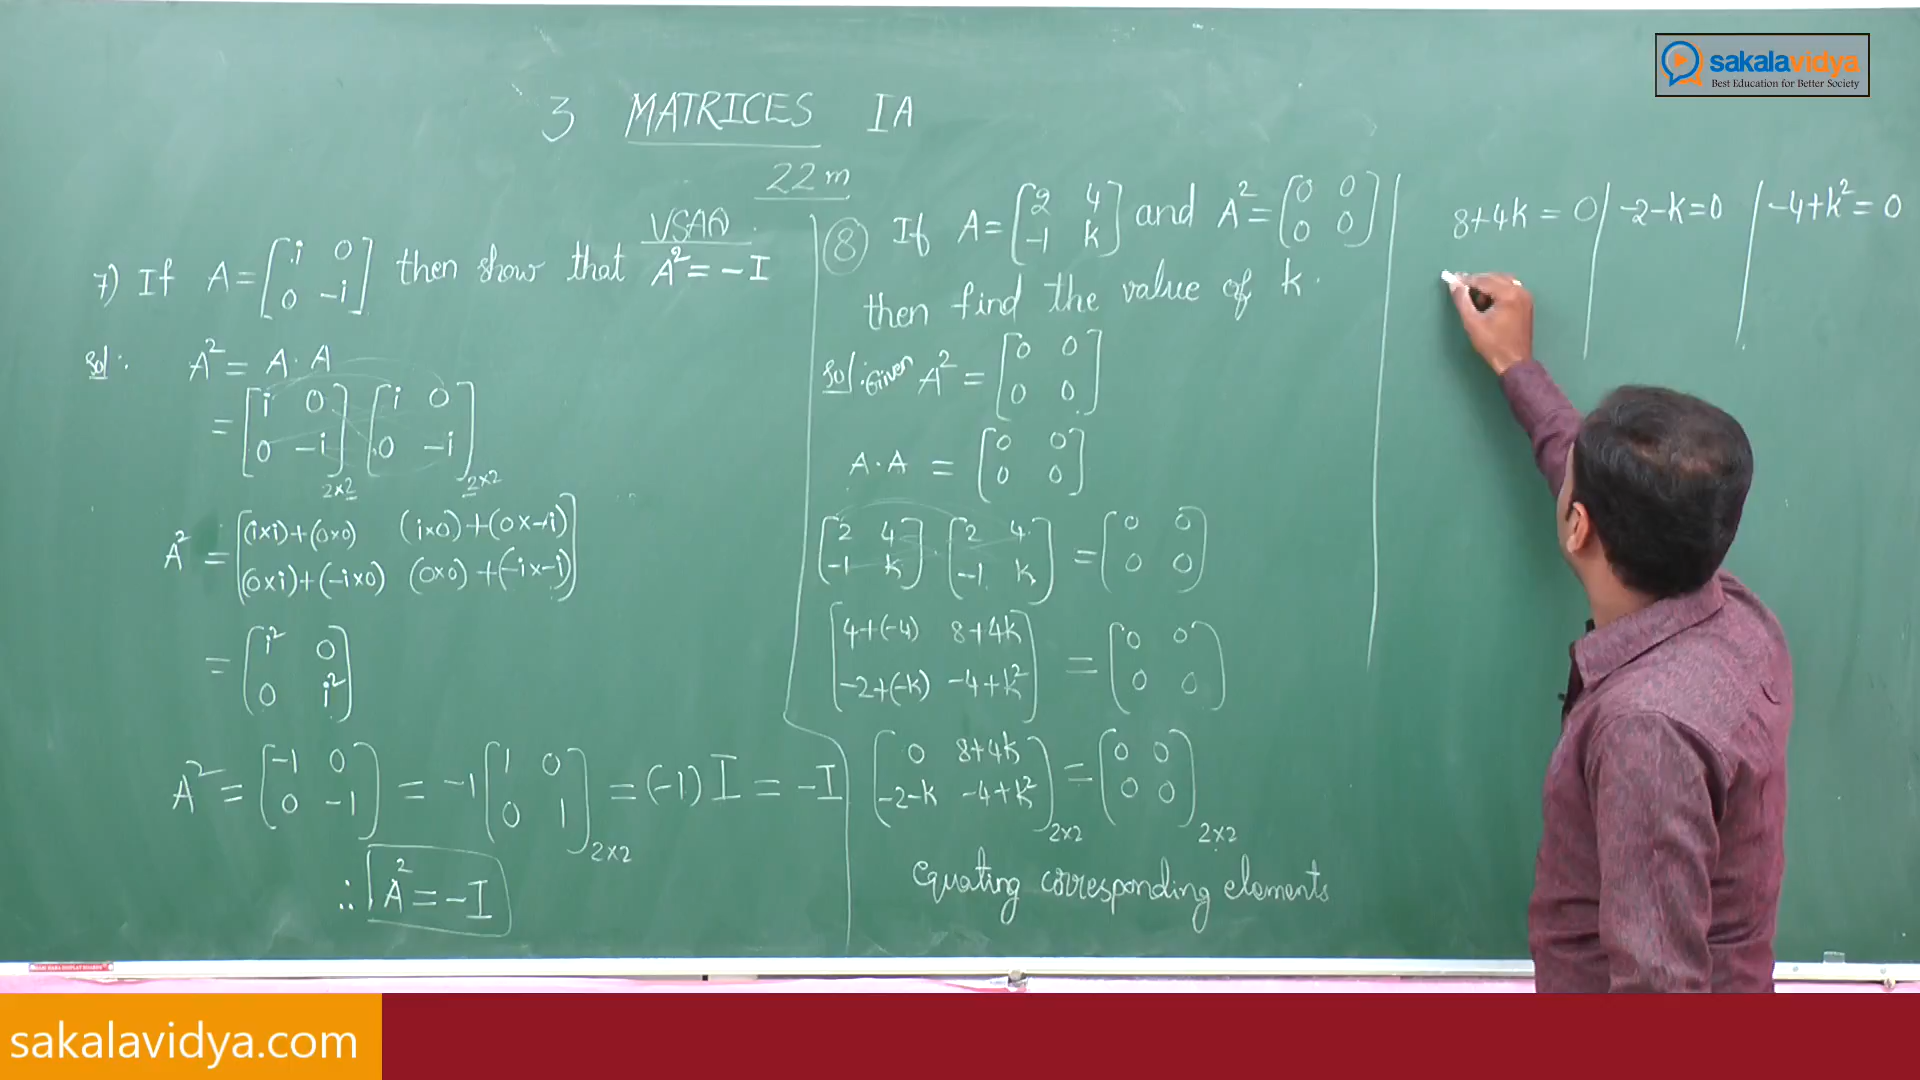 sakalavidya
Best Education for Better Society
3 MATRICES IA
22 m
VSAQ
7) If A = [i 0
0 -i] then show that A² = -I
Sol: A² = A · A
= [i 0
0 -i]2×2 [i 0
0 -i]2×2
A² = [(i×i)+(0×0) (i×0)+(0×-i)
(0×i)+(-i×0) (0×0)+(-i×-i)]
= [i² 0
0 i²]
A² = [-1 0
0 -1] = -1 [1 0
0 1]2×2 = (-1) I = -I
∴ A² = -I
8 If A = [2 4
-1 k] and A² = [0 0
0 0]
then find the value of k.
Sol: Given A² = [0 0
0 0]
A · A = [0 0
0 0]
[2 4
-1 k] [2 4
-1 k] = [0 0
0 0]
[4+(-4) 8+4k
-2+(-k) -4+k²] = [0 0
0 0]
[0 8+4k
-2-k -4+k²]2×2 = [0 0
0 0]2×2
Equating corresponding elements
8+4k = 0 | -2-k=0 | -4+k² = 0
sakalavidya.com